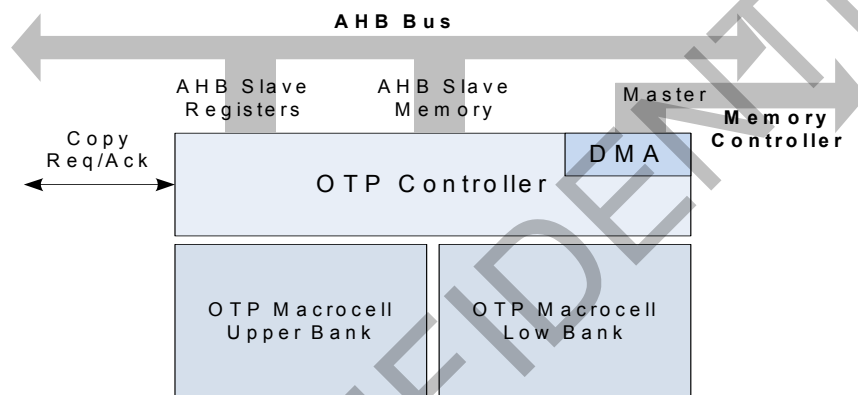 AHB Bus
AHB Slave
Registers
AHB Slave
Memory
Master
Memory
Controller
Copy
Req/Ack
DMA
OTP Controller
OTP Macrocell
Upper Bank
OTP Macrocell
Low Bank